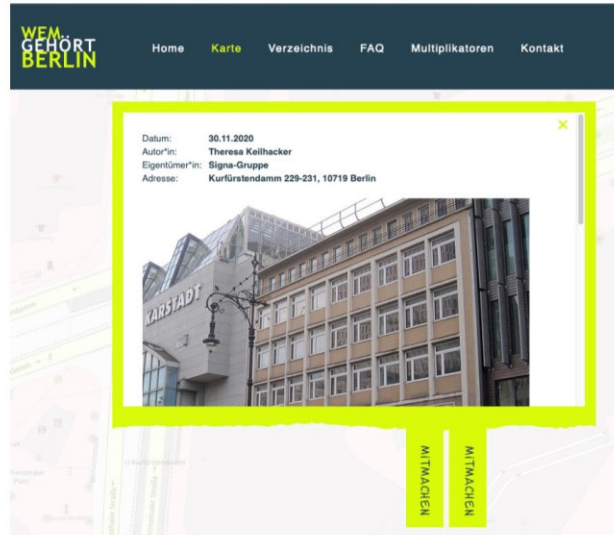 WEM
GEHÖRT
BERLIN
Home Karte Verzeichnis FAQ Multiplikatoren Kontakt
Datum: 30.11.2020
Autor*in: Theresa Keilhacker
Eigentümer*in: Signa-Gruppe
Adresse: Kurfürstendamm 229-231, 10719 Berlin
KARSTADT
MITMACHEN
MITMACHEN